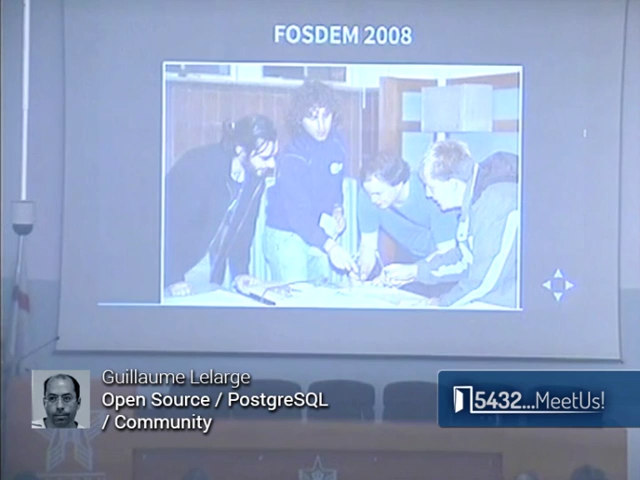 FOSDEM 2008
Guillaume Lelarge
Open Source / PostgreSQL
/ Community
5432...MeetUs!